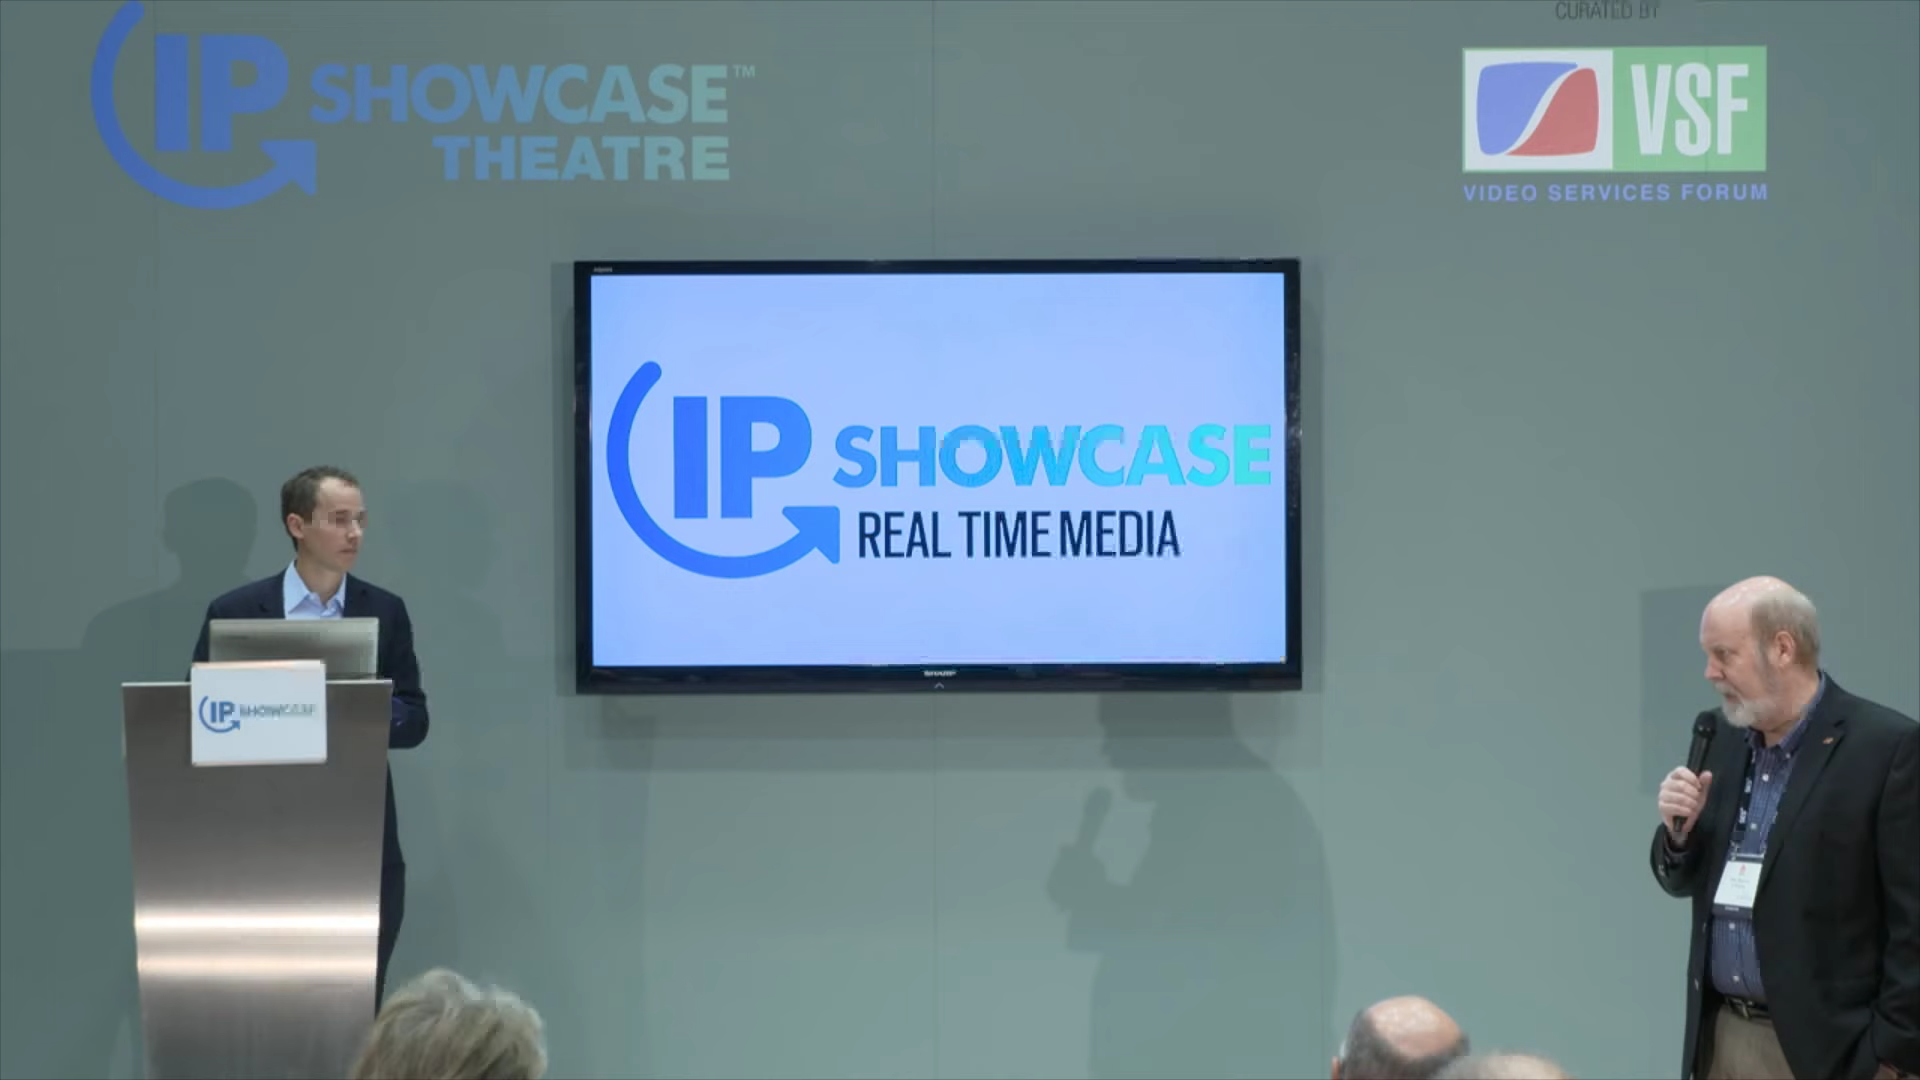 CURATED BY
IP SHOWCASE™
THEATRE
VSF
VIDEO SERVICES FORUM
IP SHOWCASE
REAL TIME MEDIA
SHARP
IP SHOWCASE